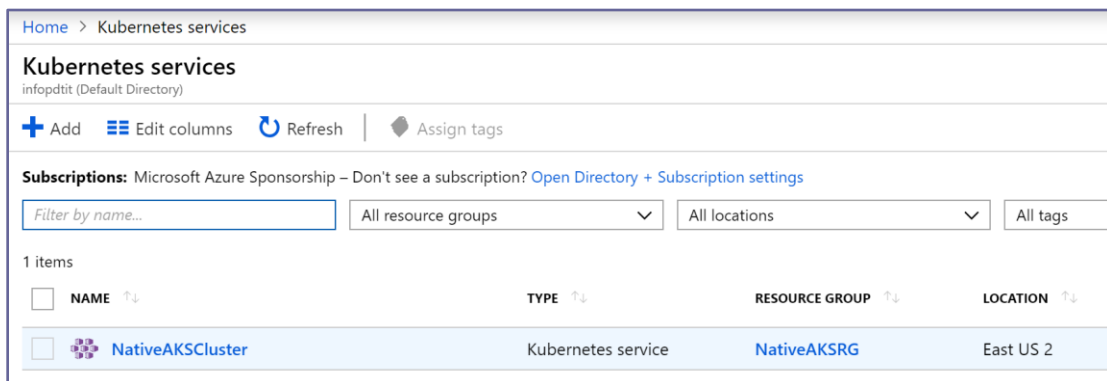 Home > Kubernetes services
Kubernetes services
infopdtit (Default Directory)
Add Edit columns Refresh Assign tags
Subscriptions: Microsoft Azure Sponsorship – Don't see a subscription? Open Directory + Subscription settings
Filter by name... All resource groups All locations All tags
1 items
NAME TYPE RESOURCE GROUP LOCATION
NativeAKSCluster Kubernetes service NativeAKSRG East US 2